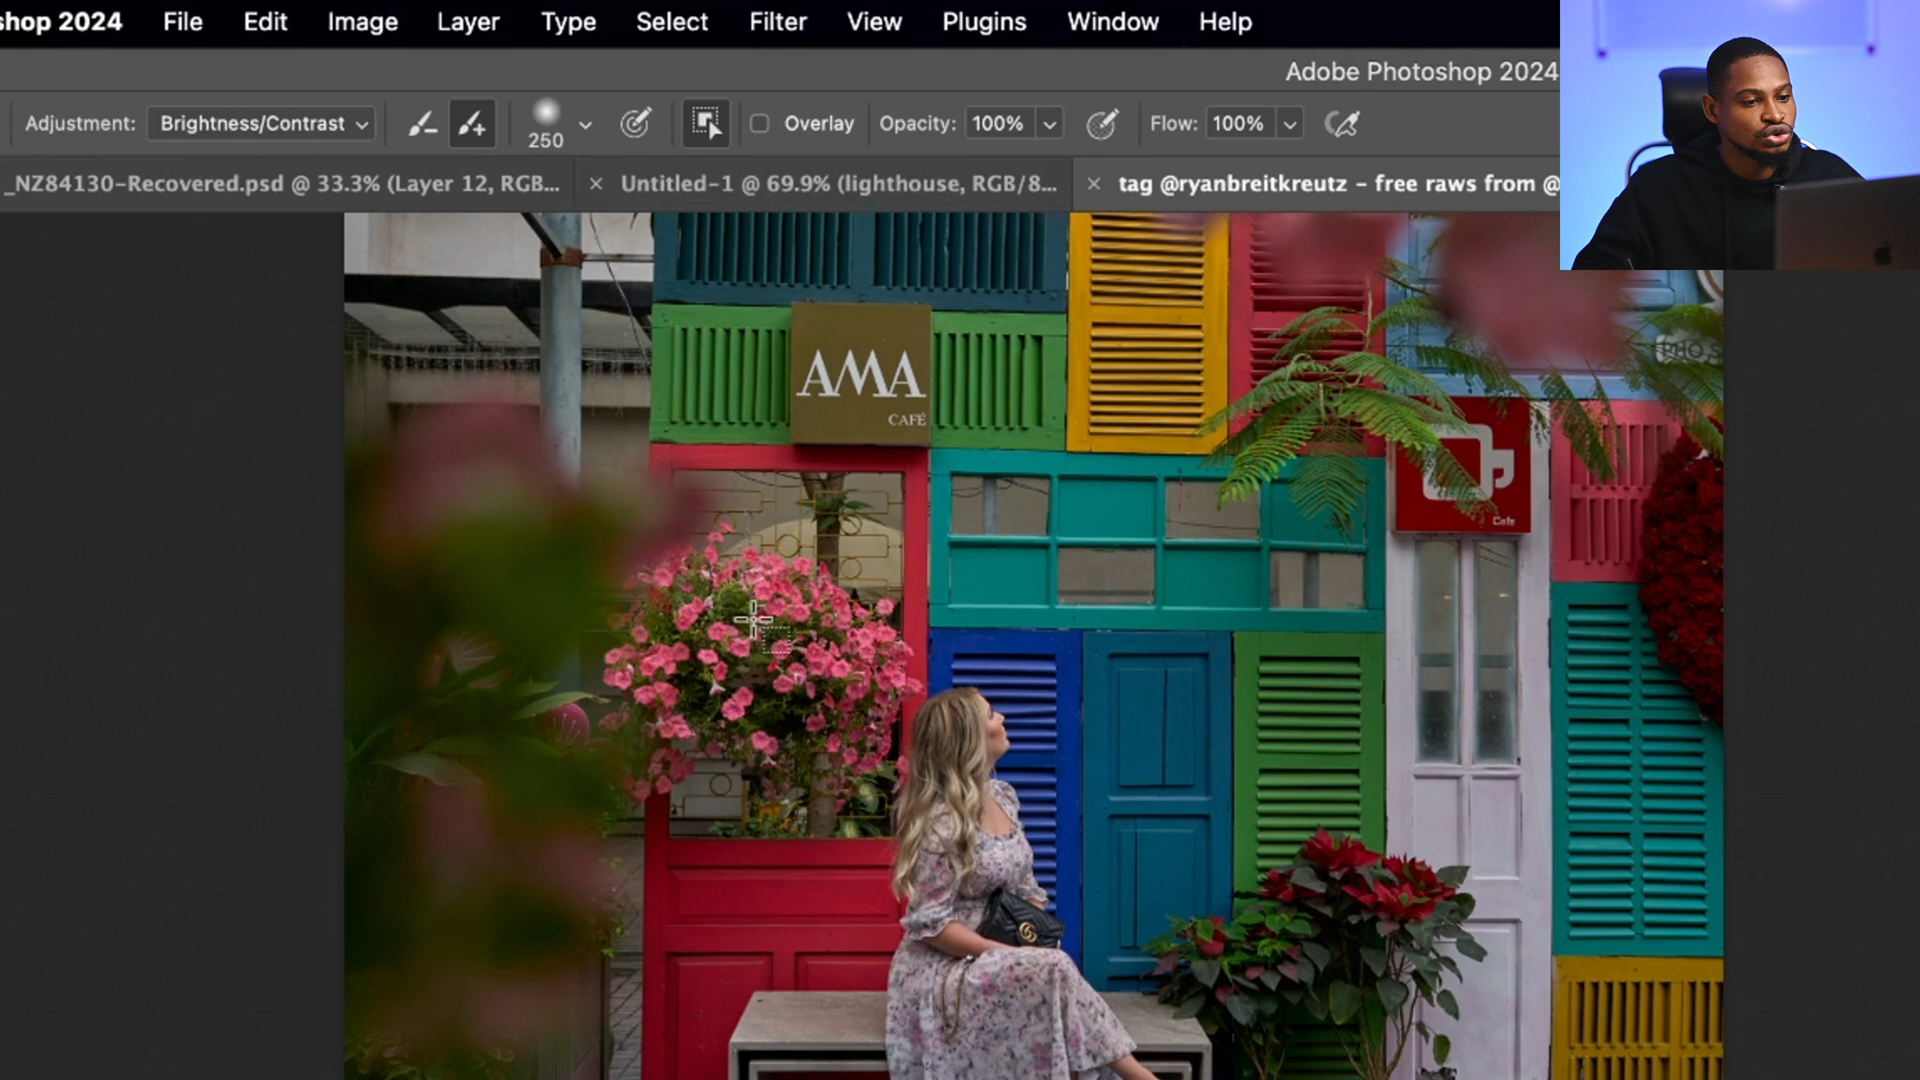 shop 2024 File Edit Image Layer Type Select Filter View Plugins Window Help
Adobe Photoshop 2024
Adjustment: Brightness/Contrast 250 Overlay Opacity: 100% Flow: 100%
_NZ84130-Recovered.psd @ 33.3% (Layer 12, RGB... × Untitled-1 @ 69.9% (lighthouse, RGB/8... × tag @ryanbreitkreutz - free raws from @
AMA
CAFÉ
PHO
Cafe